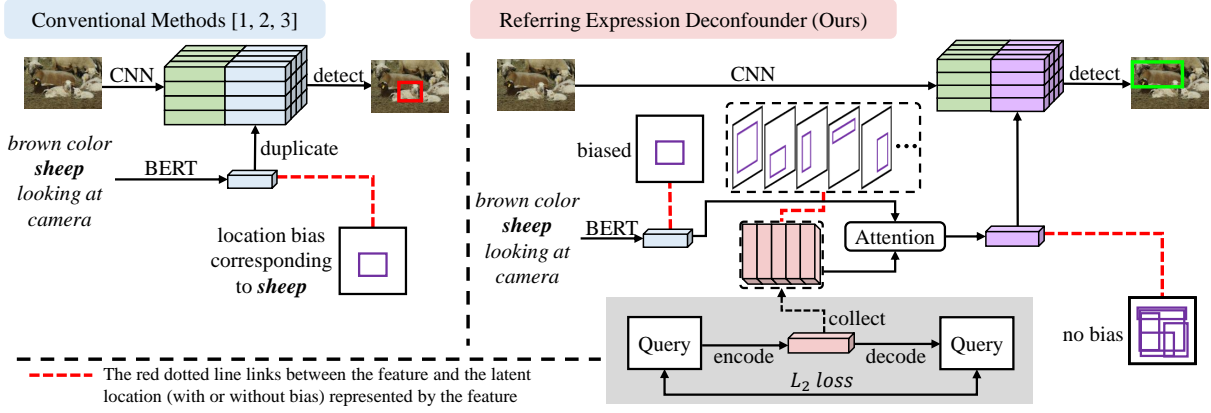 Conventional Methods [1, 2, 3]
CNN
detect
brown color
sheep
looking at
camera
BERT
duplicate
location bias
corresponding
to sheep
Referring Expression Deconfounder (Ours)
CNN
detect
biased
brown color
sheep
looking at
camera
BERT
Attention
collect
no bias
Query
encode
decode
Query
L₂ loss
The red dotted line links between the feature and the latent
location (with or without bias) represented by the feature